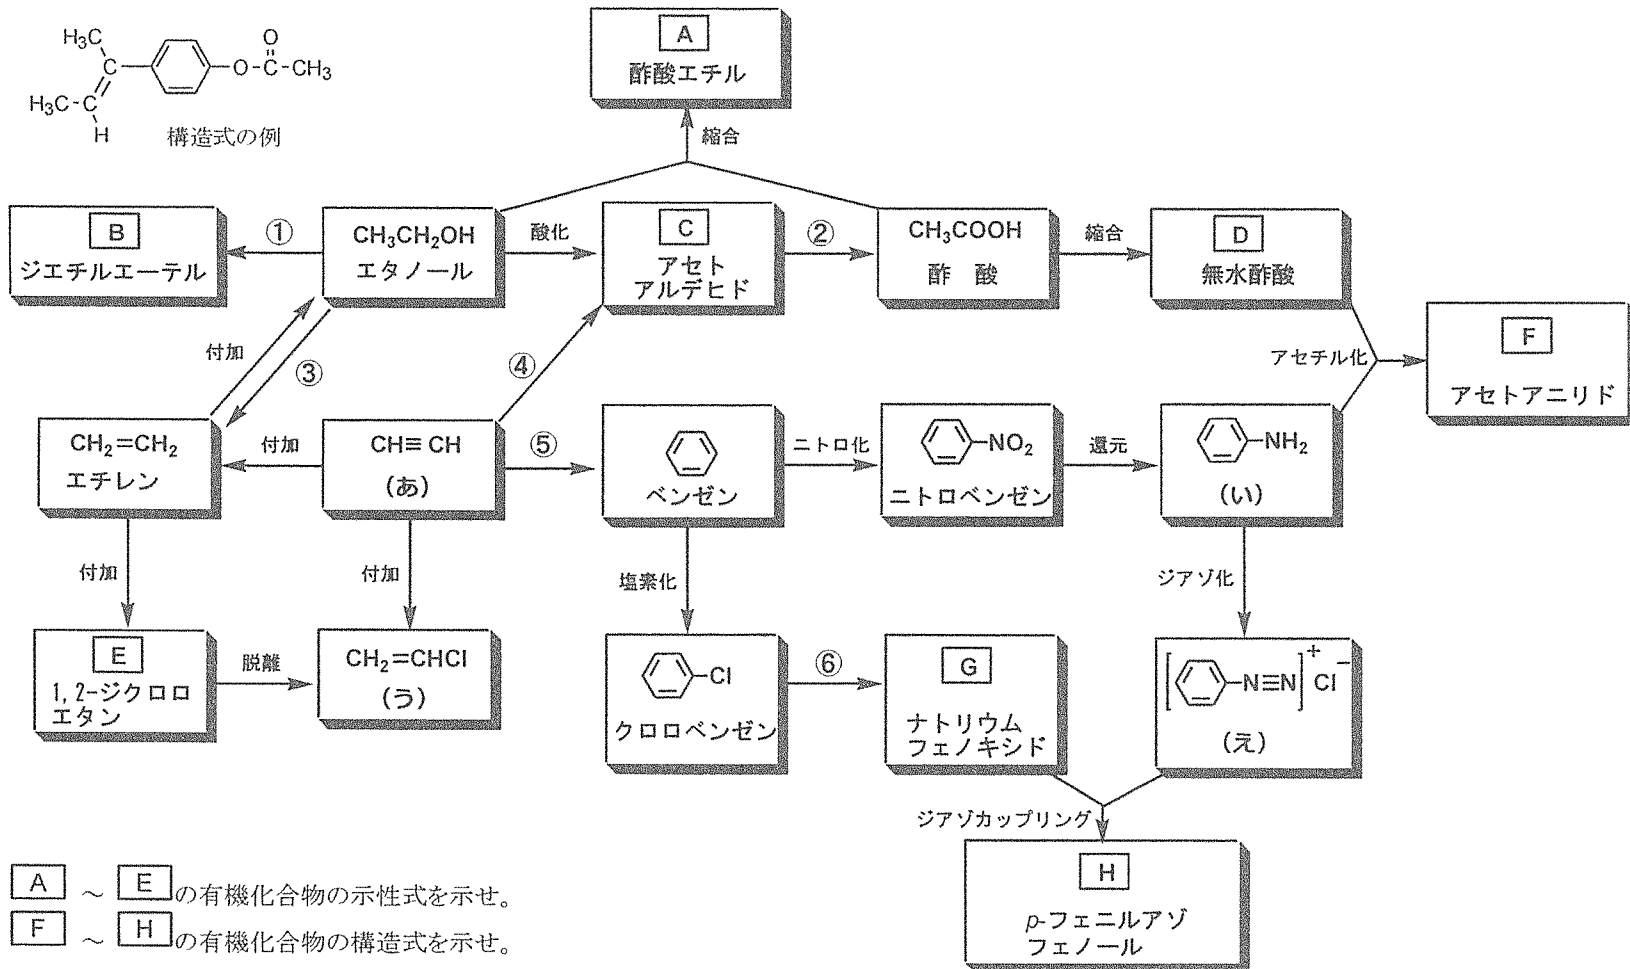 H₃C
C
O
O-C-CH₃
H₃C-C
H
構造式の例
A
酢酸エチル
縮合
B
ジエチルエーテル
①
CH₃CH₂OH
エタノール
酸化
C
アセト
アルデヒド
②
CH₃COOH
酢 酸
縮合
D
無水酢酸
付加
③
④
アセチル化
F
アセトアニリド
CH₂=CH₂
エチレン
付加
CH≡CH
(あ)
⑤
ベンゼン
ニトロ化
NO₂
ニトロベンゼン
還元
NH₂
(い)
付加
付加
塩素化
ジアゾ化
E
1,2-ジクロロ
エタン
脱離
CH₂=CHCl
(う)
Cl
クロロベンゼン
⑥
G
ナトリウム
フェノキシド
[N≡N]⁺ Cl⁻
(え)
ジアゾカップリング
H
p-フェニルアゾ
フェノール
A ～ E の有機化合物の示性式を示せ。
F ～ H の有機化合物の構造式を示せ。